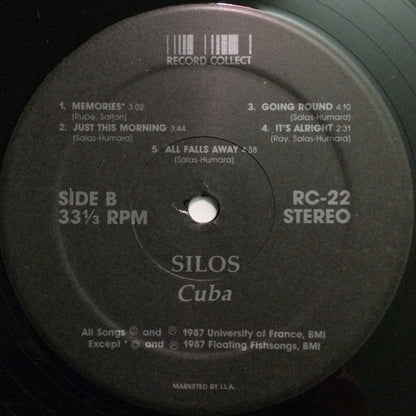 RECORD COLLECT
1. MEMORIES* 3:02
(Rupe, Salton)
2. JUST THIS MORNING 3:44
(Salas-Humara)
3. GOING ROUND 4:10
(Salas-Humara)
4. IT'S ALRIGHT 2:31
(Ray, Salas-Humara)
5. ALL FALLS AWAY 4:38
(Salas-Humara)
SIDE B
33⅓ RPM
RC-22
STEREO
SILOS
Cuba
All Songs © and ℗ 1987 University of France, BMI
Except * © and ℗ 1987 Floating Fishsongs, BMI
MARKETED BY I.L.A.